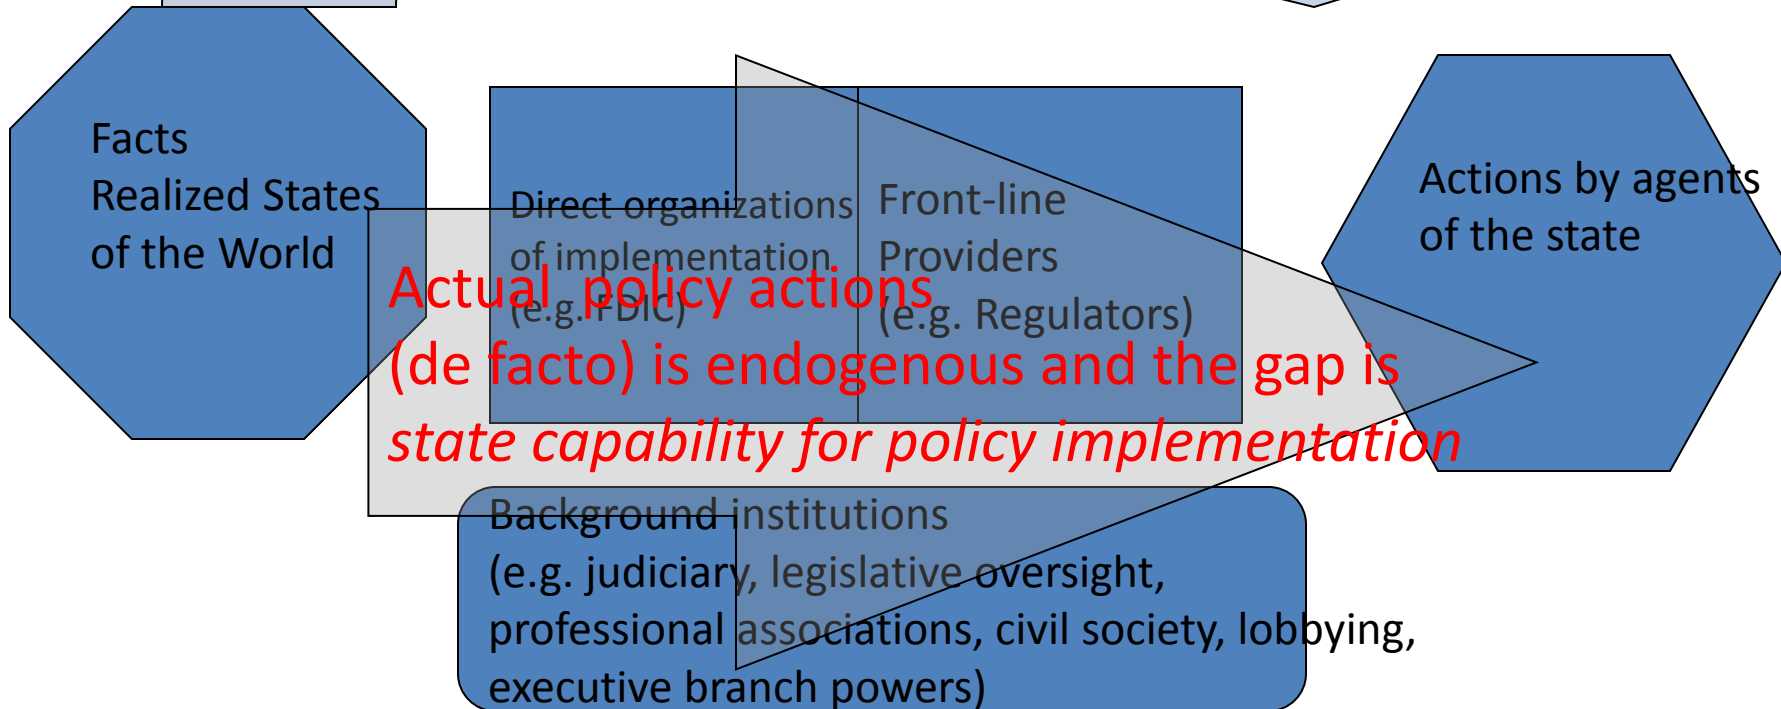 Facts
Realized States
of the World
Direct organizations
of implementation
(e.g. FDIC)
Front-line
Providers
(e.g. Regulators)
Actions by agents
of the state
Actual policy actions
(de facto) is endogenous and the gap is
state capability for policy implementation
Background institutions
(e.g. judiciary, legislative oversight,
professional associations, civil society, lobbying,
executive branch powers)